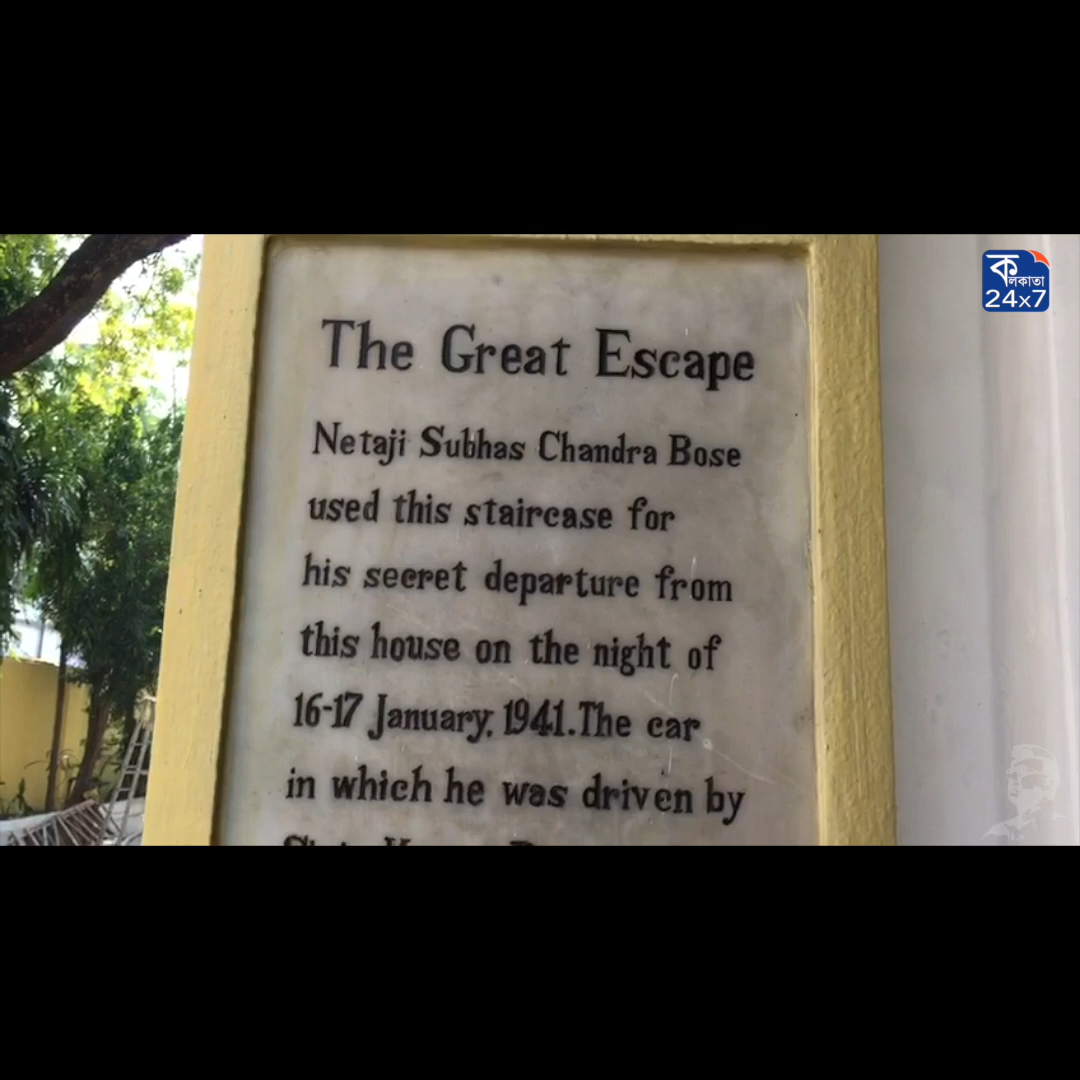 কলকাতা
24x7
The Great Escape
Netaji Subhas Chandra Bose
used this staircase for
his secret departure from
this house on the night of
16-17 January, 1941. The car
in which he was driven by